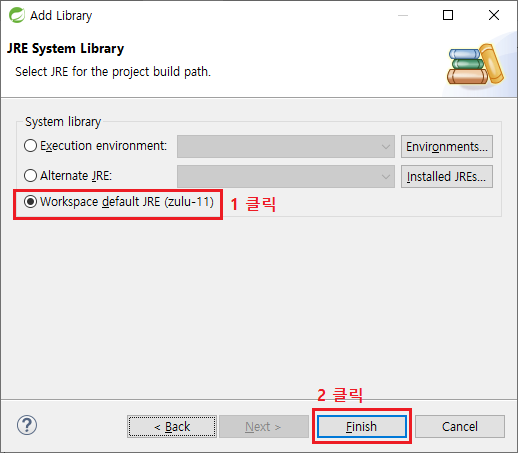 Add Library
JRE System Library
Select JRE for the project build path.
System library
Execution environment:
Environments...
Alternate JRE:
Installed JREs...
Workspace default JRE (zulu-11)
1 클릭
2 클릭
?
< Back
Next >
Finish
Cancel